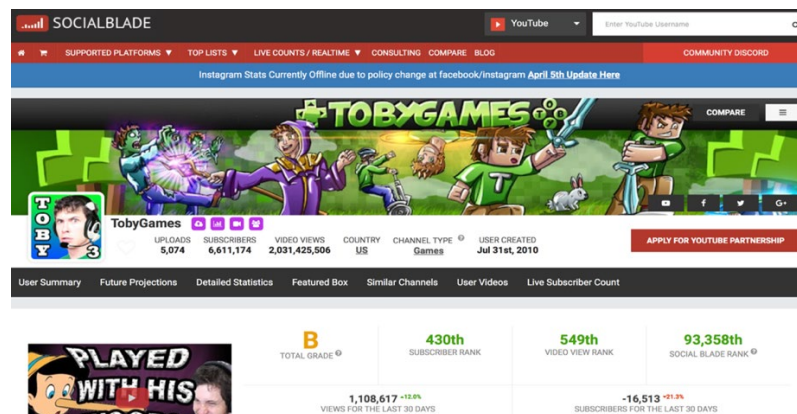 SOCIALBLADE
YouTube
Enter YouTube Username
SUPPORTED PLATFORMS ▼ TOP LISTS ▼ LIVE COUNTS / REALTIME ▼ CONSULTING COMPARE BLOG
COMMUNITY DISCORD
Instagram Stats Currently Offline due to policy change at facebook/instagram April 5th Update Here
TOBYGAMES
COMPARE
T
TOBY
3
TobyGames
UPLOADS SUBSCRIBERS VIDEO VIEWS COUNTRY CHANNEL TYPE USER CREATED
5,074 6,611,174 2,031,425,506 US Games Jul 31st, 2010
APPLY FOR YOUTUBE PARTNERSHIP
f G+
User Summary Future Projections Detailed Statistics Featured Box Similar Channels User Videos Live Subscriber Count
PLAYED
WITH HIS
B 430th 549th 93,358th
TOTAL GRADE SUBSCRIBER RANK VIDEO VIEW RANK SOCIAL BLADE RANK
1,108,617 +12.0% -16,513 +21.3%
VIEWS FOR THE LAST 30 DAYS SUBSCRIBERS FOR THE LAST 30 DAYS